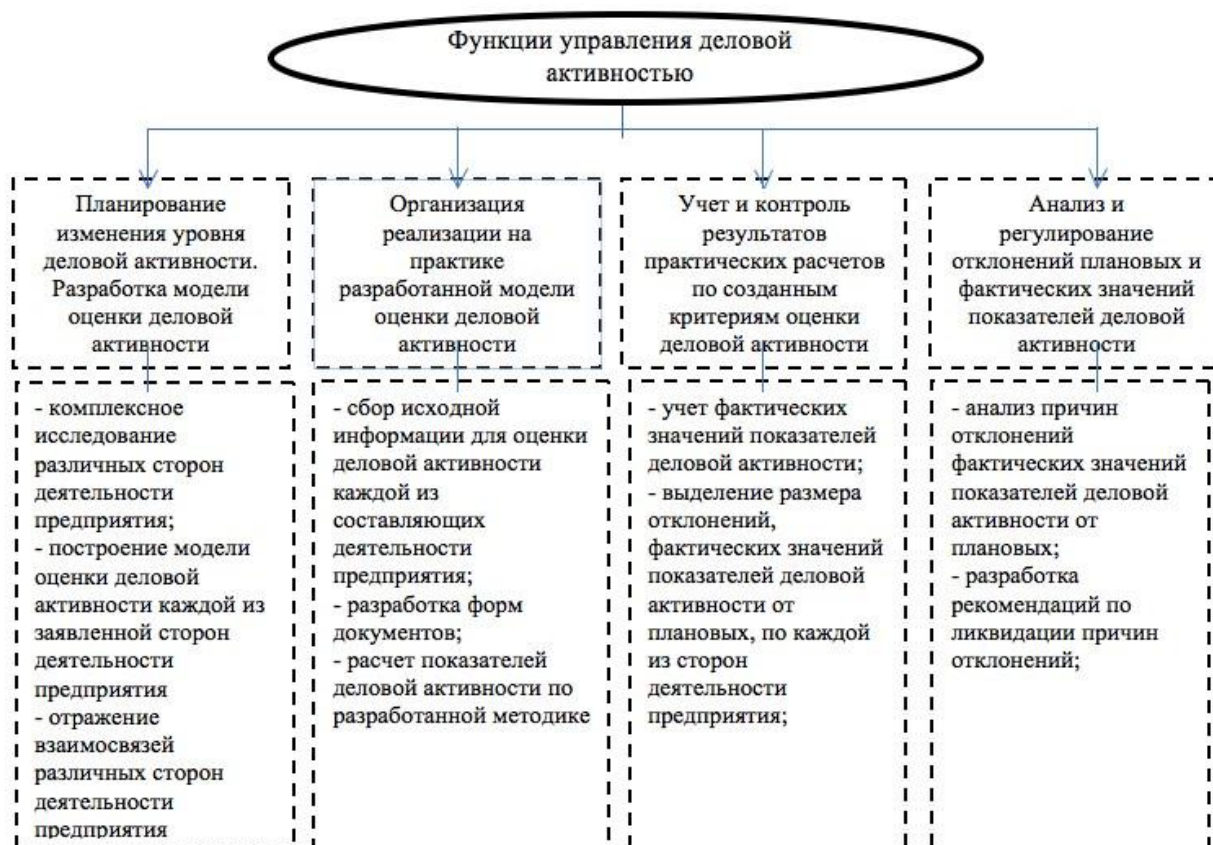 Функции управления деловой
активностью
Планирование
изменения уровня
деловой активности.
Разработка модели
оценки деловой
активности
Организация
реализации на
практике
разработанной модели
оценки деловой
активности
Учет и контроль
результатов
практических расчетов
по созданным
критериям оценки
деловой активности
Анализ и
регулирование
отклонений плановых и
фактических значений
показателей деловой
активности
- комплексное
исследование
различных сторон
деятельности
предприятия;
- построение модели
оценки деловой
активности каждой из
заявленной сторон
деятельности
предприятия
- отражение
взаимосвязей
различных сторон
деятельности
предприятия
- сбор исходной
информации для оценки
деловой активности
каждой из
составляющих
деятельности
предприятия;
- разработка форм
документов;
- расчет показателей
деловой активности по
разработанной методике
- учет фактических
значений показателей
деловой активности;
- выделение размера
отклонений,
фактических значений
показателей деловой
активности от
плановых, по каждой
из сторон
деятельности
предприятия;
- анализ причин
отклонений
фактических значений
показателей деловой
активности от
плановых;
- разработка
рекомендаций по
ликвидации причин
отклонений;